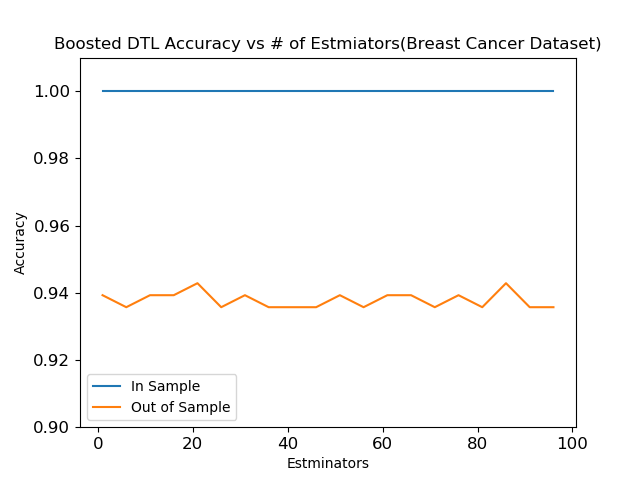 Boosted DTL Accuracy vs # of Estmiators(Breast Cancer Dataset)
1.00
0.98
0.96
0.94
0.92
0.90
Accuracy
In Sample
Out of Sample
0 20 40 60 80 100
Estminators